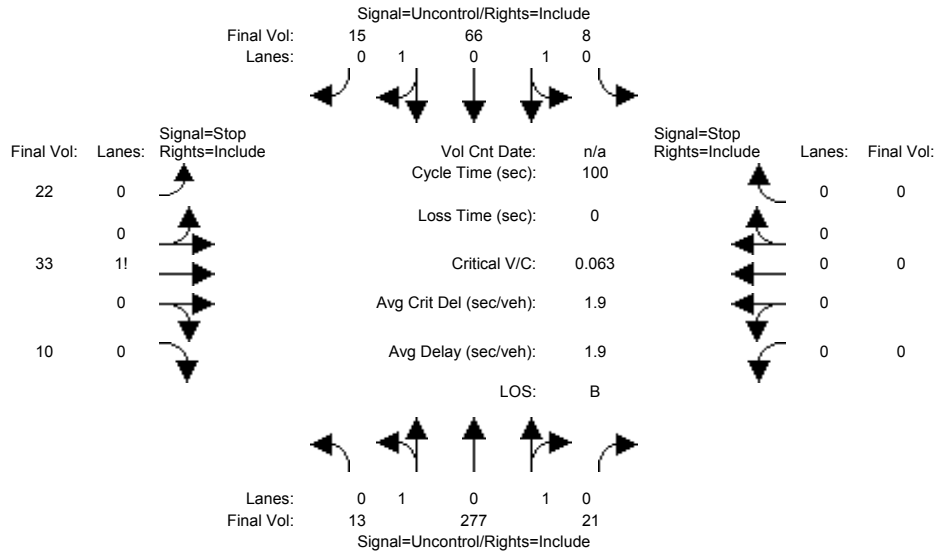 Signal=Uncontrol/Rights=Include
Final Vol: 15 66 8
Lanes: 0 1 0 1 0
Signal=Stop Signal=Stop
Final Vol: Lanes: Rights=Include Vol Cnt Date: n/a Rights=Include Lanes: Final Vol:
Cycle Time (sec): 100
22 0 0 0
Loss Time (sec): 0
0 0
33 1! Critical V/C: 0.063 0 0
0 Avg Crit Del (sec/veh): 1.9 0
10 0 Avg Delay (sec/veh): 1.9 0 0
LOS: B
Lanes: 0 1 0 1 0
Final Vol: 13 277 21
Signal=Uncontrol/Rights=Include